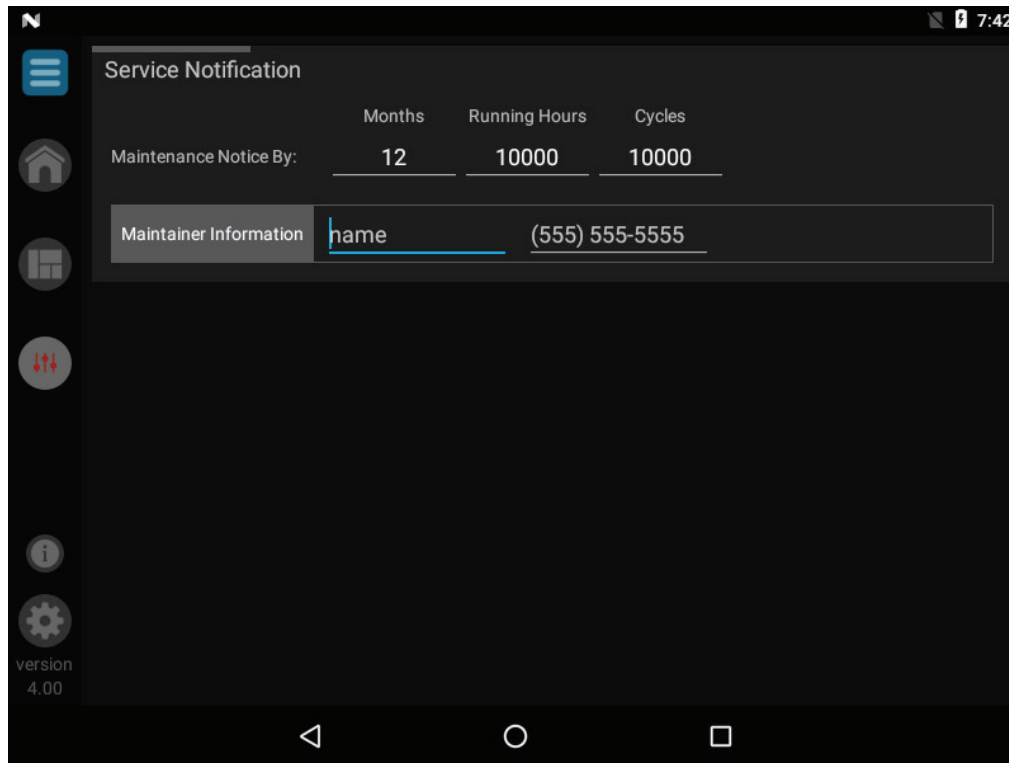 7:42
Service Notification
Months Running Hours Cycles
Maintenance Notice By: 12 10000 10000
Maintainer Information name (555) 555-5555
version
4.00